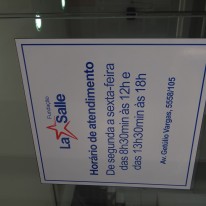 Fundação
La Salle
Horário de atendimento
De segunda a sexta-feira
das 8h30min às 12h e
das 13h30min às 18h
Av. Getúlio Vargas, 5558/105